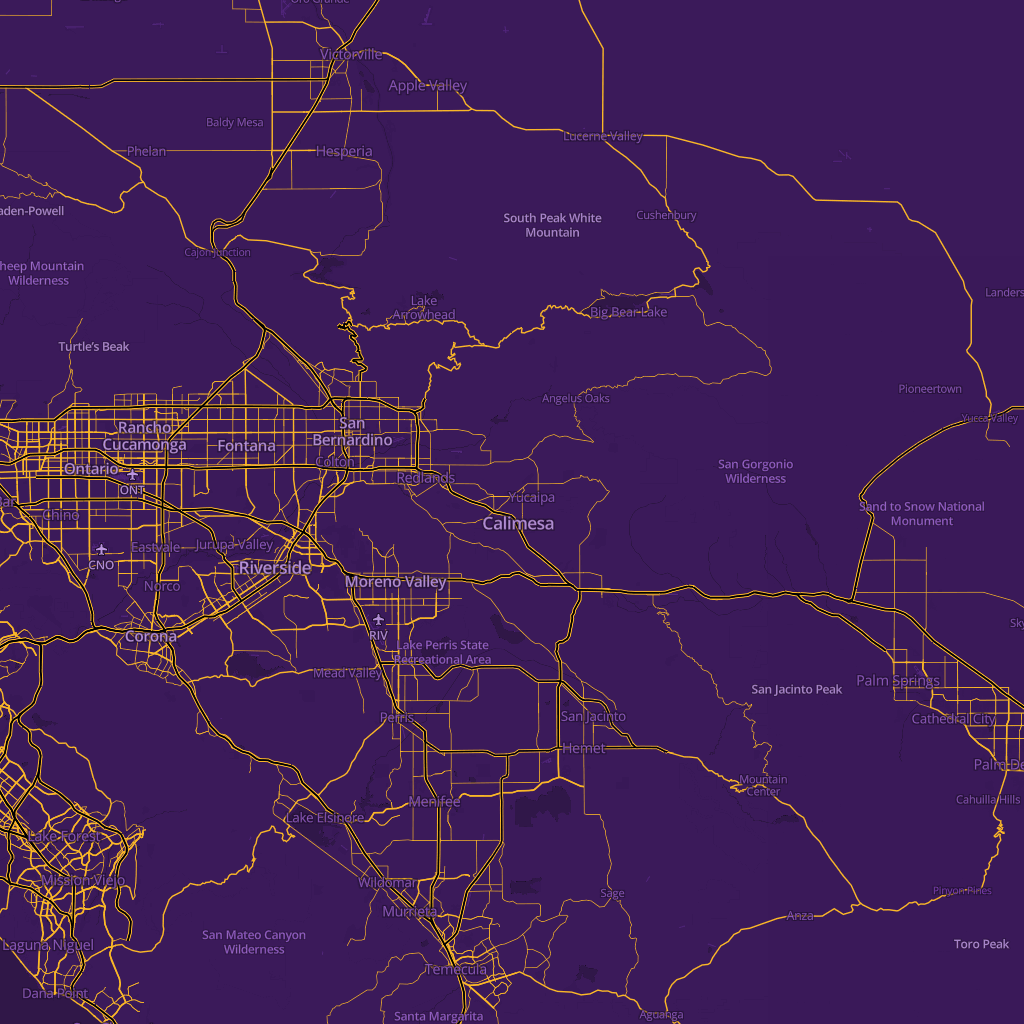 Oro Grande
Victorville
Apple Valley
Baldy Mesa
Lucerne Valley
Phelan
Hesperia
aden-Powell
South Peak White
Mountain
Cushenbury
Cajon Junction
heep Mountain
Wilderness
Landers
Lake
Arrowhead
Big Bear Lake
Turtle's Beak
Pioneertown
Angelus Oaks
Yucca Valley
Rancho
Cucamonga
San
Bernardino
Fontana
Colton
Ontario
ONT
Redlands
San Gorgonio
Wilderness
Yucaipa
Sand to Snow National
Monument
Chino
Calimesa
Eastvale
Jurupa Valley
CNO
Riverside
Norco
Moreno Valley
RIV
Corona
Lake Perris State
Recreational Area
Mead Valley
Palm Springs
San Jacinto Peak
Perris
San Jacinto
Cathedral City
Hemet
Palm De
Mountain
Center
Menifee
Cahuilla Hills
Lake Elsinore
Lake Forest
Mission Viejo
Wildomar
Sage
Pinyon Pines
Murrieta
Anza
Laguna Niguel
San Mateo Canyon
Wilderness
Toro Peak
Temecula
Dana Point
Santa Margarita
Aguanga